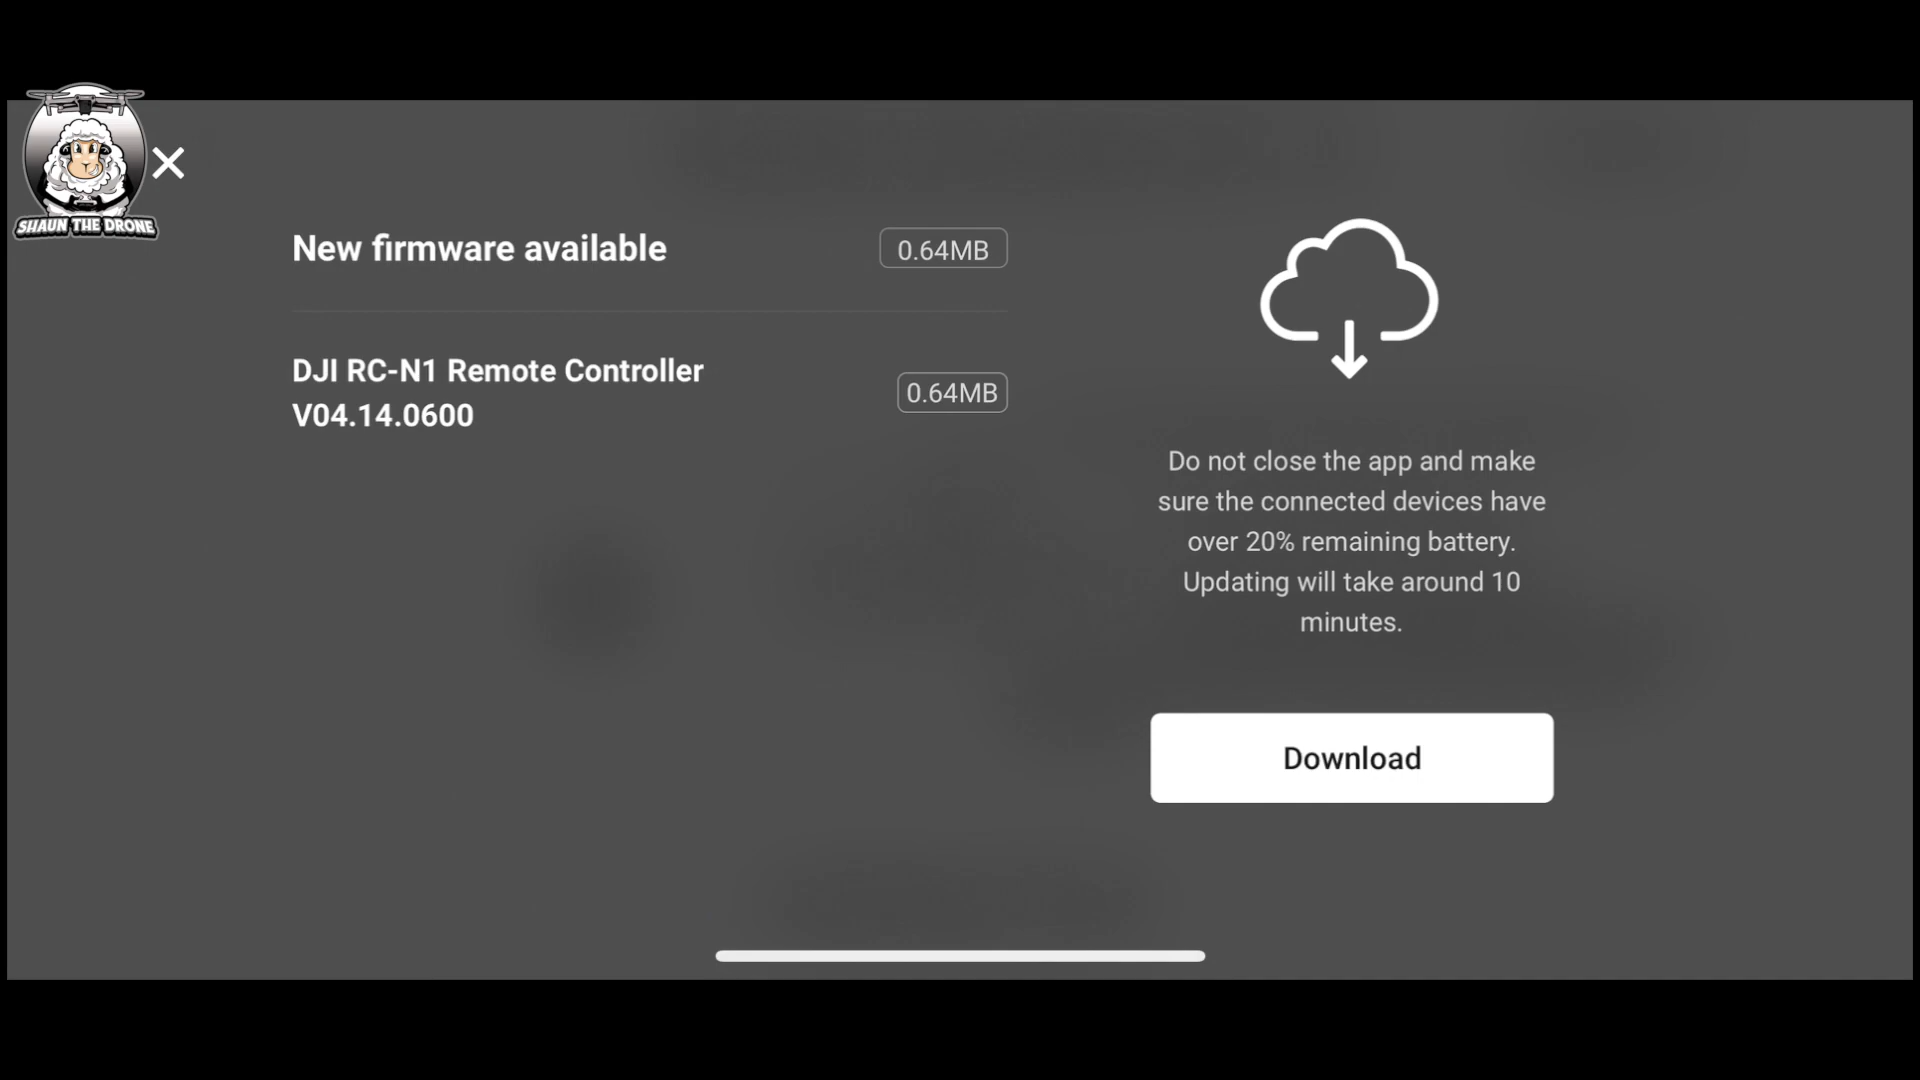 SHAUN THE DRONE
New firmware available
0.64MB
DJI RC-N1 Remote Controller
V04.14.0600
0.64MB
Do not close the app and make
sure the connected devices have
over 20% remaining battery.
Updating will take around 10
minutes.
Download